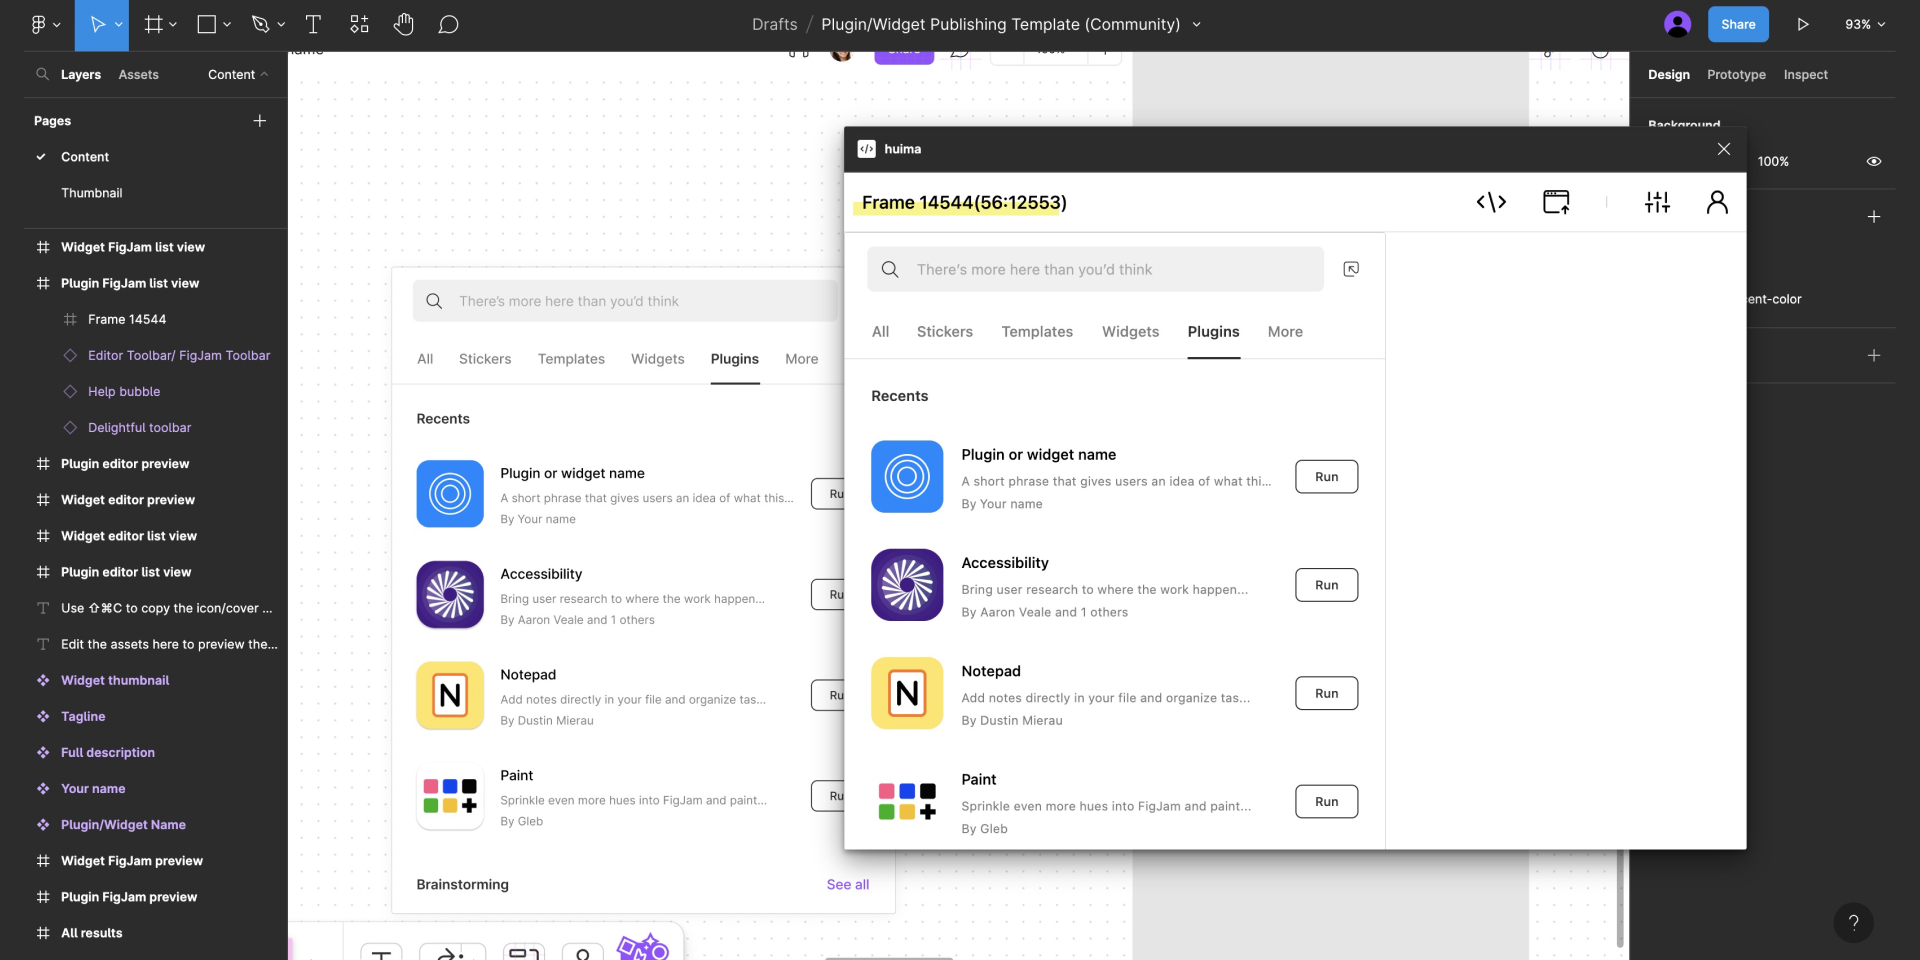 Drafts / Plugin/Widget Publishing Template (Community)
Share
93%
Layers
Assets
Content
Pages
Content
Thumbnail
Widget FigJam list view
Plugin FigJam list view
Frame 14544
Editor Toolbar/ FigJam Toolbar
Help bubble
Delightful toolbar
Plugin editor preview
Widget editor preview
Widget editor list view
Plugin editor list view
Use ⇧⌘C to copy the icon/cover ...
Edit the assets here to preview the...
Widget thumbnail
Tagline
Full description
Your name
Plugin/Widget Name
Widget FigJam preview
Plugin FigJam preview
All results
There's more here than you'd think
All
Stickers
Templates
Widgets
Plugins
More
Recents
Plugin or widget name
A short phrase that gives users an idea of what this...
By Your name
Ru
Accessibility
Bring user research to where the work happen...
By Aaron Veale and 1 others
Ru
Notepad
Add notes directly in your file and organize tas...
By Dustin Mierau
Ru
Paint
Sprinkle even more hues into FigJam and paint...
By Gleb
Ru
Brainstorming
See all
huima
Frame 14544(56:12553)
There's more here than you'd think
All
Stickers
Templates
Widgets
Plugins
More
Recents
Plugin or widget name
A short phrase that gives users an idea of what thi...
By Your name
Run
Accessibility
Bring user research to where the work happen...
By Aaron Veale and 1 others
Run
Notepad
Add notes directly in your file and organize tas...
By Dustin Mierau
Run
Paint
Sprinkle even more hues into FigJam and paint...
By Gleb
Run
Design
Prototype
Inspect
Background
100%
cent-color
?